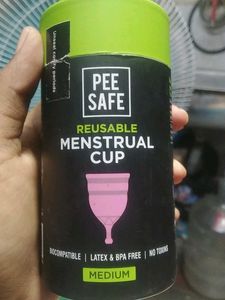 PEE
SAFE
REUSABLE
MENSTRUAL
CUP
BIOCOMPATIBLE | LATEX & BPA FREE | NO TOXINS
MEDIUM